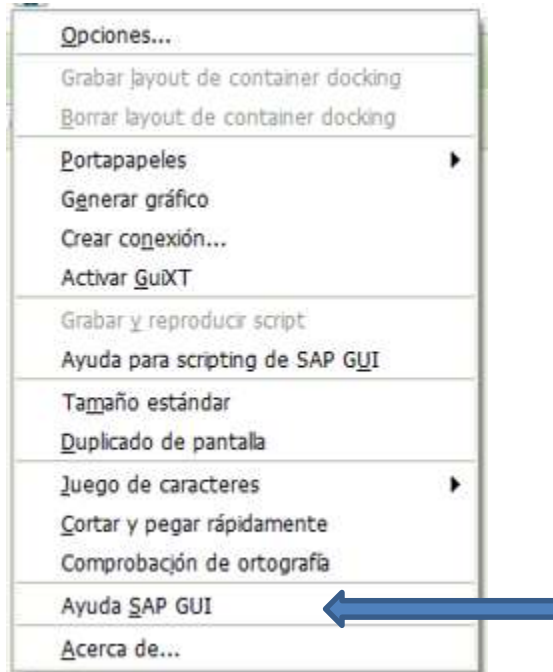 Opciones...
Grabar layout de container docking
Borrar layout de container docking
Portapapeles
Generar gráfico
Crear conexión...
Activar GuiXT
Grabar y reproducir script
Ayuda para scripting de SAP GUI
Tamaño estándar
Duplicado de pantalla
Juego de caracteres
Cortar y pegar rápidamente
Comprobación de ortografía
Ayuda SAP GUI
Acerca de...